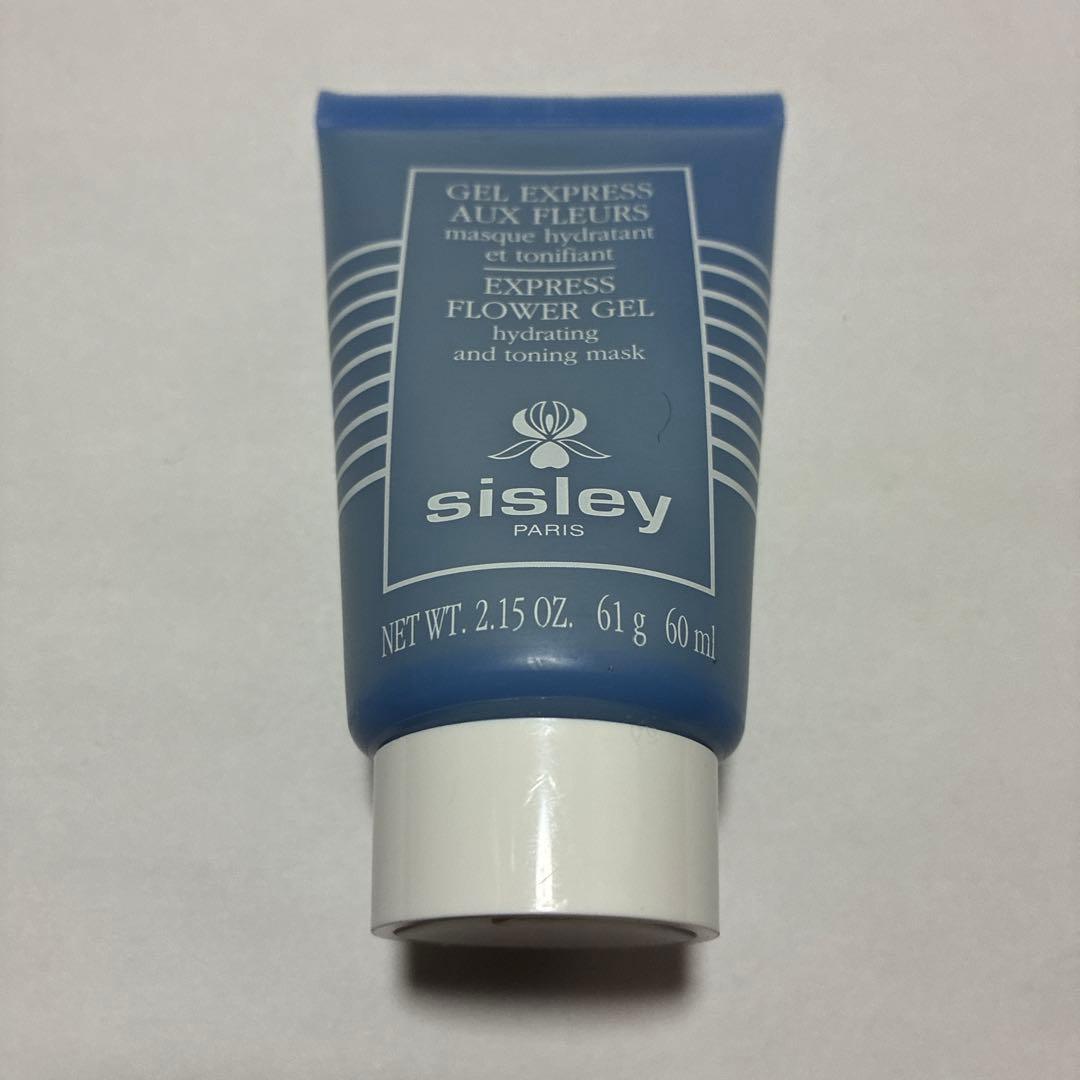 GEL EXPRESS
AUX FLEURS
masque hydratant
et tonifiant
EXPRESS
FLOWER GEL
hydrating
and toning mask
sisley
PARIS
NET WT. 2.15 OZ. 61 g 60 ml